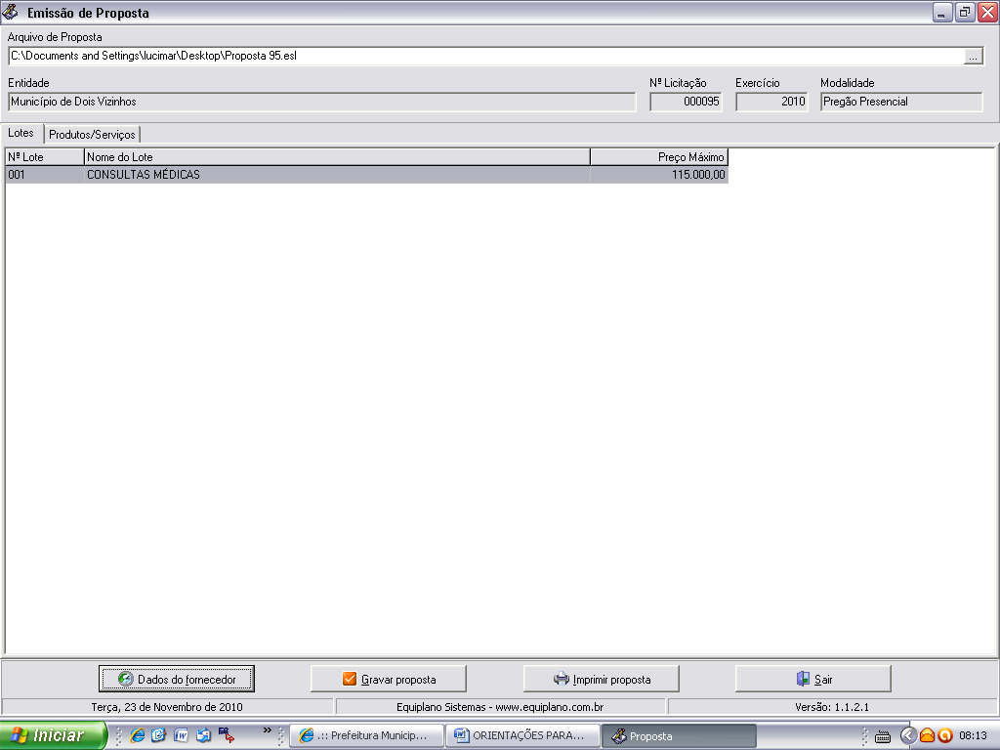 Emissão de Proposta
Arquivo de Proposta
C:\Documents and Settings\lucimar\Desktop\Proposta 95.esl
...
Entidade Nº Licitação Exercício Modalidade
Município de Dois Vizinhos 000095 2010 Pregão Presencial
Lotes Produtos/Serviços
Nº Lote Nome do Lote Preço Máximo
001 CONSULTAS MÉDICAS 115.000,00
Dados do fornecedor Gravar proposta Imprimir proposta Sair
Terça, 23 de Novembro de 2010 Equiplano Sistemas - www.equiplano.com.br Versão: 1.1.2.1
Iniciar » .:: Prefeitura Municip... ORIENTAÇÕES PARA... Proposta 08:13